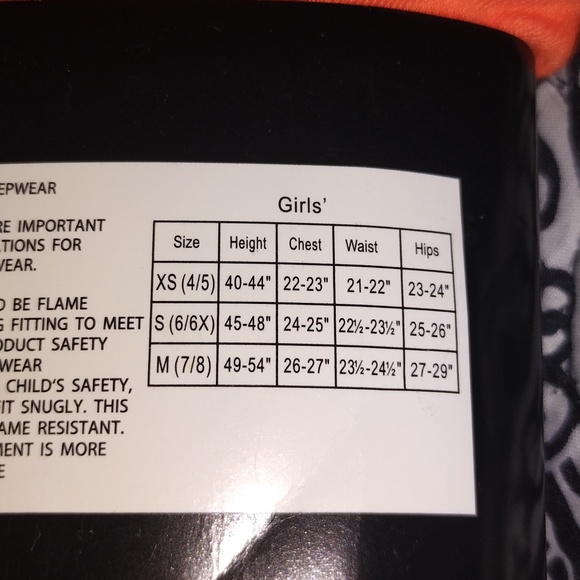 EPWEAR
RE IMPORTANT
TIONS FOR
WEAR.
D BE FLAME
G FITTING TO MEET
DUCT SAFETY
WEAR
CHILD'S SAFETY,
IT SNUGLY. THIS
AME RESISTANT.
MENT IS MORE
E
Girls'
Size Height Chest Waist Hips
XS (4/5) 40-44" 22-23" 21-22" 23-24"
S (6/6X) 45-48" 24-25" 22½-23½" 25-26"
M (7/8) 49-54" 26-27" 23½-24½" 27-29"